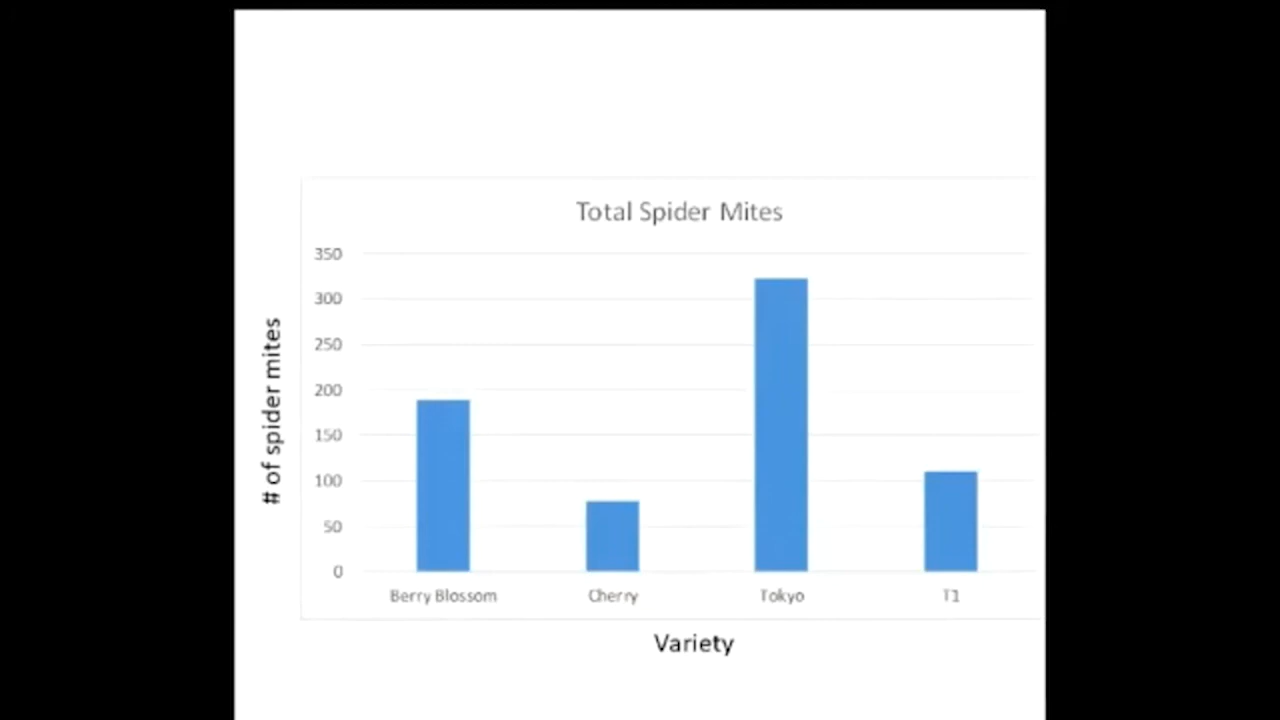 Total Spider Mites
350
300
250
200
150
100
50
0
# of spider mites
Berry Blossom Cherry Tokyo T1
Variety